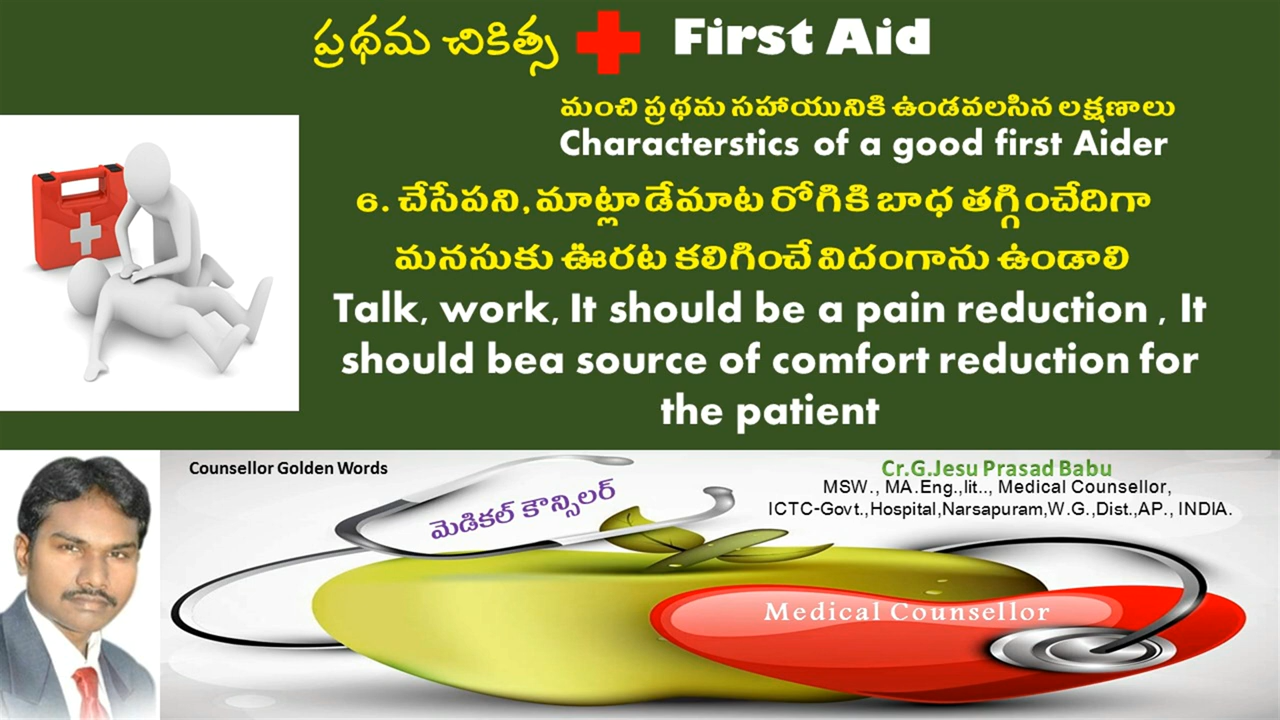 ప్రథమ చికిత్స First Aid
మంచి ప్రథమ సహాయునికి ఉండవలసిన లక్షణాలు
Characterstics of a good first Aider
6. చేసేపని, మాట్లాడేమాట రోగికి బాధ తగ్గించేదిగా
మనసుకు ఊరట కలిగించే విదంగాను ఉండాలి
Talk, work, It should be a pain reduction , It
should bea source of comfort reduction for
the patient
Counsellor Golden Words
Cr.G.Jesu Prasad Babu
MSW., MA.Eng.,lit.., Medical Counsellor,
ICTC-Govt.,Hospital,Narsapuram,W.G.,Dist.,AP., INDIA.
మెడికల్ కౌన్సిలర్
Medical Counsellor